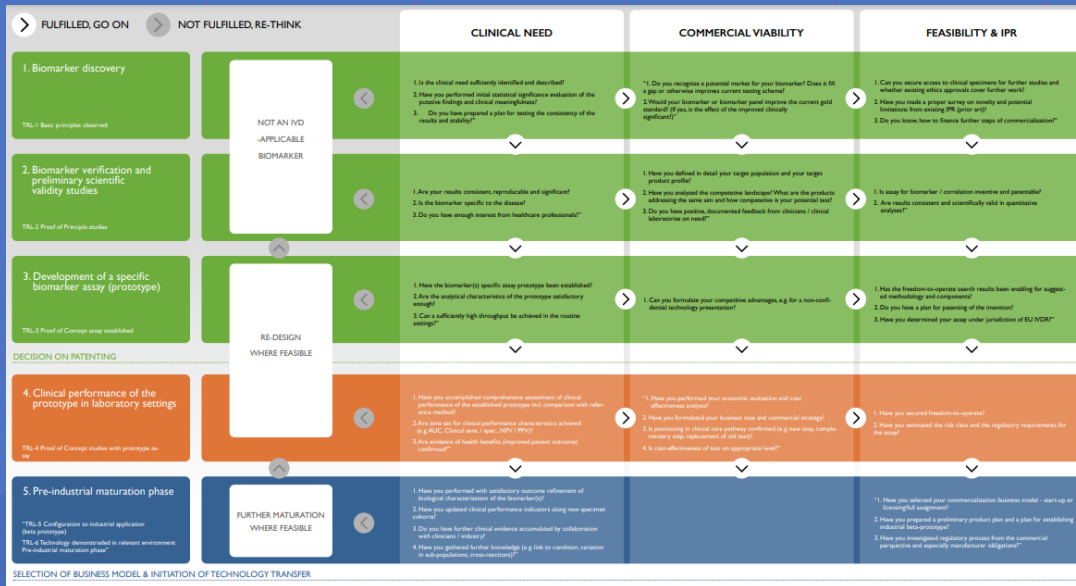 FULFILLED, GO ON
NOT FULFILLED, RE-THINK
CLINICAL NEED
COMMERCIAL VIABILITY
FEASIBILITY & IPR
1. Biomarker discovery
TRL-1 Basic principles observed
NOT AN IVD
-APPLICABLE
BIOMARKER
1. Is the clinical need sufficiently identified and described?
2. Have you performed initial statistical significance evaluation of the
putative findings and clinical meaningfulness?
3. Do you have prepared a plan for testing the consistency of the
results and stability?"
"1. Do you recognize a potential market for your biomarker? Does it fill
a gap or otherwise improves current testing scheme?
2.Would your biomarker or biomarker panel improve the current gold
standard? (If yes, is the effect of the improved clinically
significant?)"
1. Can you secure access to clinical specimens for further studies and
whether existing ethics approvals cover further work?
2. Have you made a proper survey on novelty and potential
limitations from existing IPR (prior art)?
3. Do you know, how to finance further steps of commercialization?"
2. Biomarker verification and
preliminary scientific
validity studies
TRL-2 Proof of Principle studies
1. Are your results consistent, reproducable and significant?
2. Is the biomarker specific to the disease?
3. Do you have enough interest from healthcare professionals?"
1. Have you defined in detail your target population and your target
product profile?
2. Have you analysed the competetive landscape? What are the products
addressing the same aim and how competetive is your potential test?
3. Do you have positive, documented feedback from clinicians / clinical
laboratories on need?"
1. Is assay for biomarker / correlation inventive and patentable?
2. Are results consistent and scientifically valid in quantitative
analyses?"
3. Development of a specific
biomarker assay (prototype)
TRL-3 Proof of Concept assay established
RE-DESIGN
WHERE FEASIBLE
1. Have the biomarker(s) specific assay prototype been established?
2.Are the analytical characteristics of the prototype satisfactory
enough?
3. Can a sufficiently high throughput be achieved in the routine
settings?"
1. Can you formulate your competitive advantages, e.g. for a non-confi-
dential technology presentation?
1. Has the freedom-to-operate search results been enabling for suggest-
ed methodology and components?
2. Do you have a plan for patenting of the invention?
3. Have you determined your assay under jurisdiction of EU IVDR?"
DECISION ON PATENTING
4. Clinical performance of the
prototype in laboratory settings
TRL-4 Proof of Concept studies with prototype as-
say
1. Have you accomplished comprehensive assessment of clinical
performance of the established prototype incl. comparison with refer-
ence method?
2.Are aims set for clinical performance characteristics achieved
(e.g AUC, Clinical sens. / spec., NPV / PPV)?
3.Are evidence of health benefits (improved patient outcome)
confirmed"
"1. Have you performed your economic evaluation and cost
effectiveness analysis?
2. Have you formulated your business case and commercial strategy?
3. Is positioning in clinical care pathway confirmed (e.g. new step, comple-
mentary step, replacement of old test)?
4. Is cost-effectiveness of test on appropriate level?"
1. Have you secured freedom-to-operate?
2. Have you estimated the risk class and the regulatory requirements for
the assay?
5. Pre-industrial maturation phase
"TRL-5 Configuration to industrial application
(beta prototype)
TRL-6 Technology demonstraded in relevant environment
Pre-industrial maturation phase"
FURTHER MATURATION
WHERE FEASIBLE
1. Have you performed with satisfactory outcome refinement of
biological characterization of the biomarker(s)?
2. Have you updated clinical performance indicators along new specimen
cohorts?
3. Do you have further clinical evidence accumulated by collaboration
with clinicians / industry?
4. Have you gathered further knowledge (e.g. link to condition, variation
in sub-populations, cross-reactions)?"
"1. Have you selected your commercialization business model - start-up or
licensing/full assignment?
2. Have you prepared a preliminary product plan and a plan for establishing
industrial beta-prototype?
3. Have you investigated regulatory process from the commercial
perspective and especially manufacturer obligations?"
SELECTION OF BUSINESS MODEL & INITIATION OF TECHNOLOGY TRANSFER